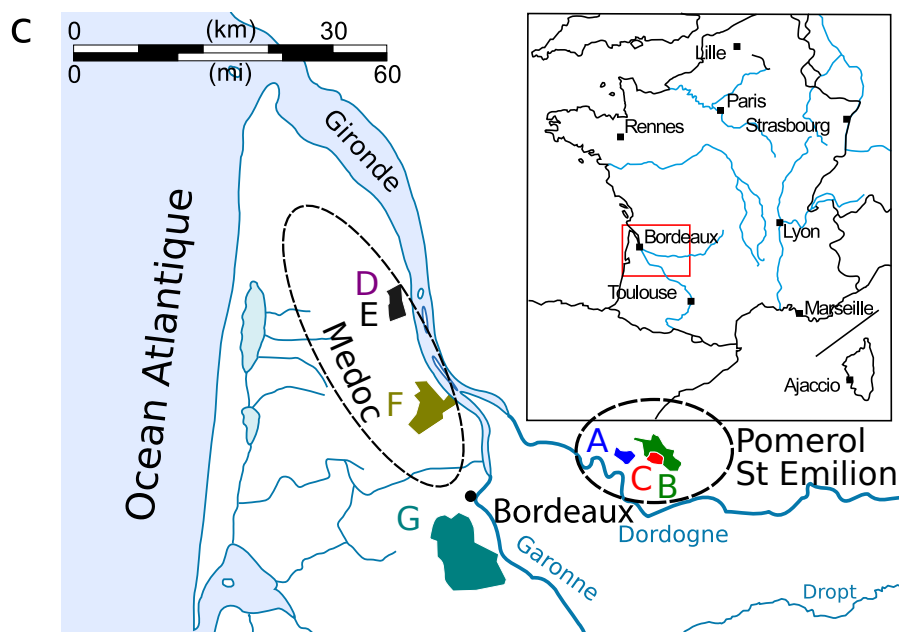 C
0 (km) 30
0 (mi) 60
Gironde
Ocean Atlantique
Medoc
D
E
F
G
Bordeaux
Garonne
A
C
B
Pomerol
St Emilion
Dordogne
Dropt
Lille
Paris
Rennes
Strasbourg
Bordeaux
Lyon
Toulouse
Marseille
Ajaccio